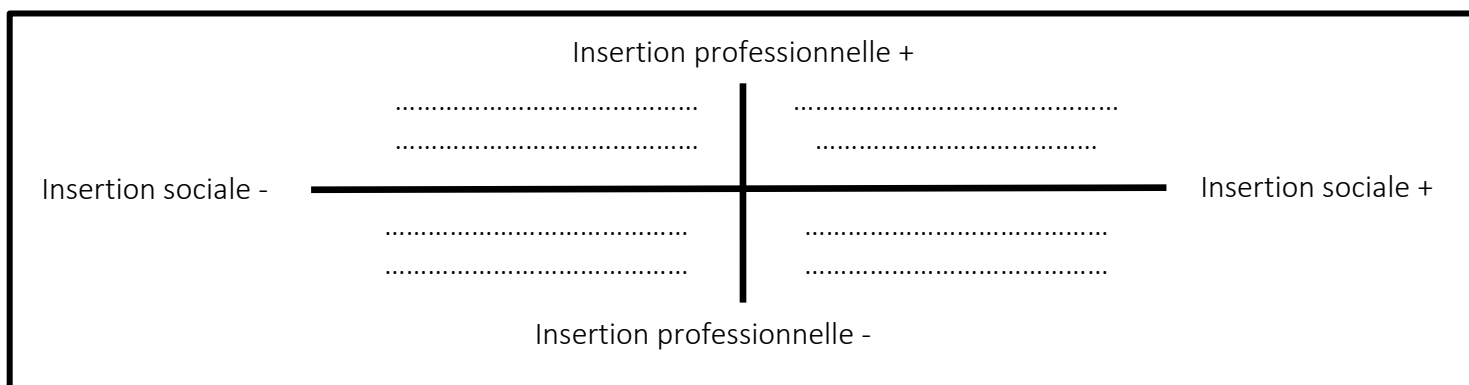 Insertion professionnelle +
………………………………….. ……………………………………..
………………………………….. …………………………………
Insertion sociale - Insertion sociale +
………………………………….. …………………………………..
………………………………….. …………………………………..
Insertion professionnelle -